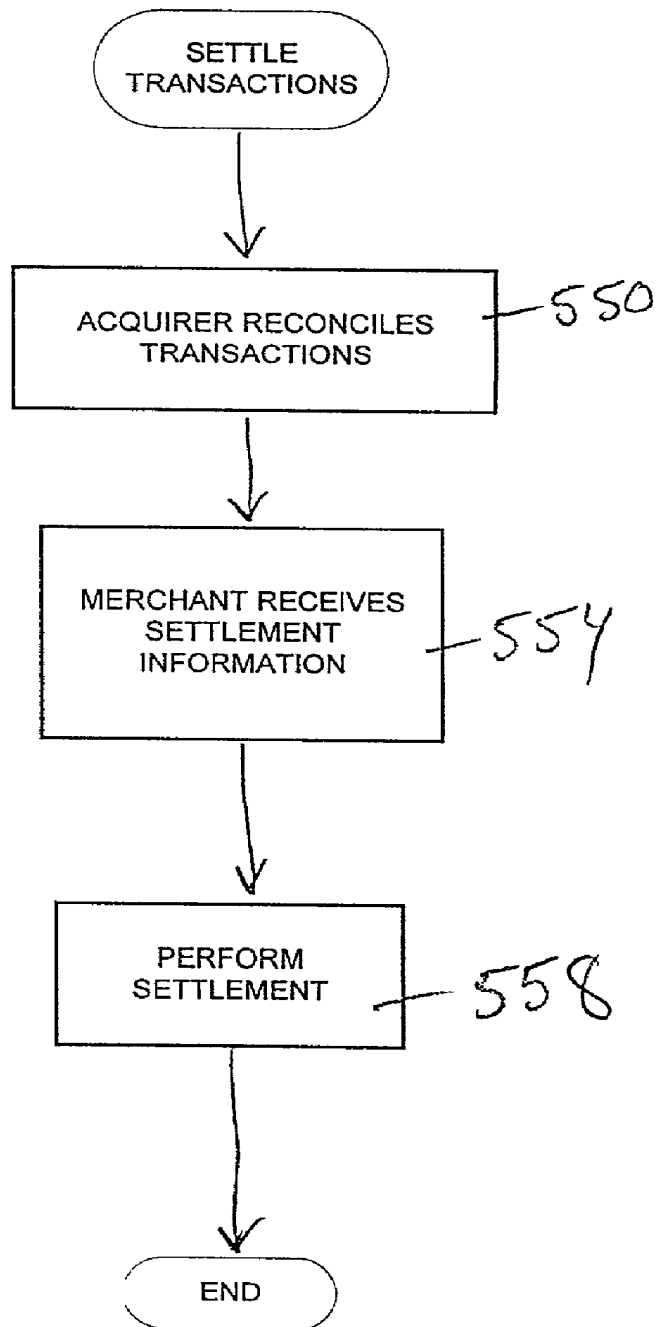 SETTLE
TRANSACTIONS
ACQUIRER RECONCILES
TRANSACTIONS
550
MERCHANT RECEIVES
SETTLEMENT
INFORMATION
554
PERFORM
SETTLEMENT
558
END